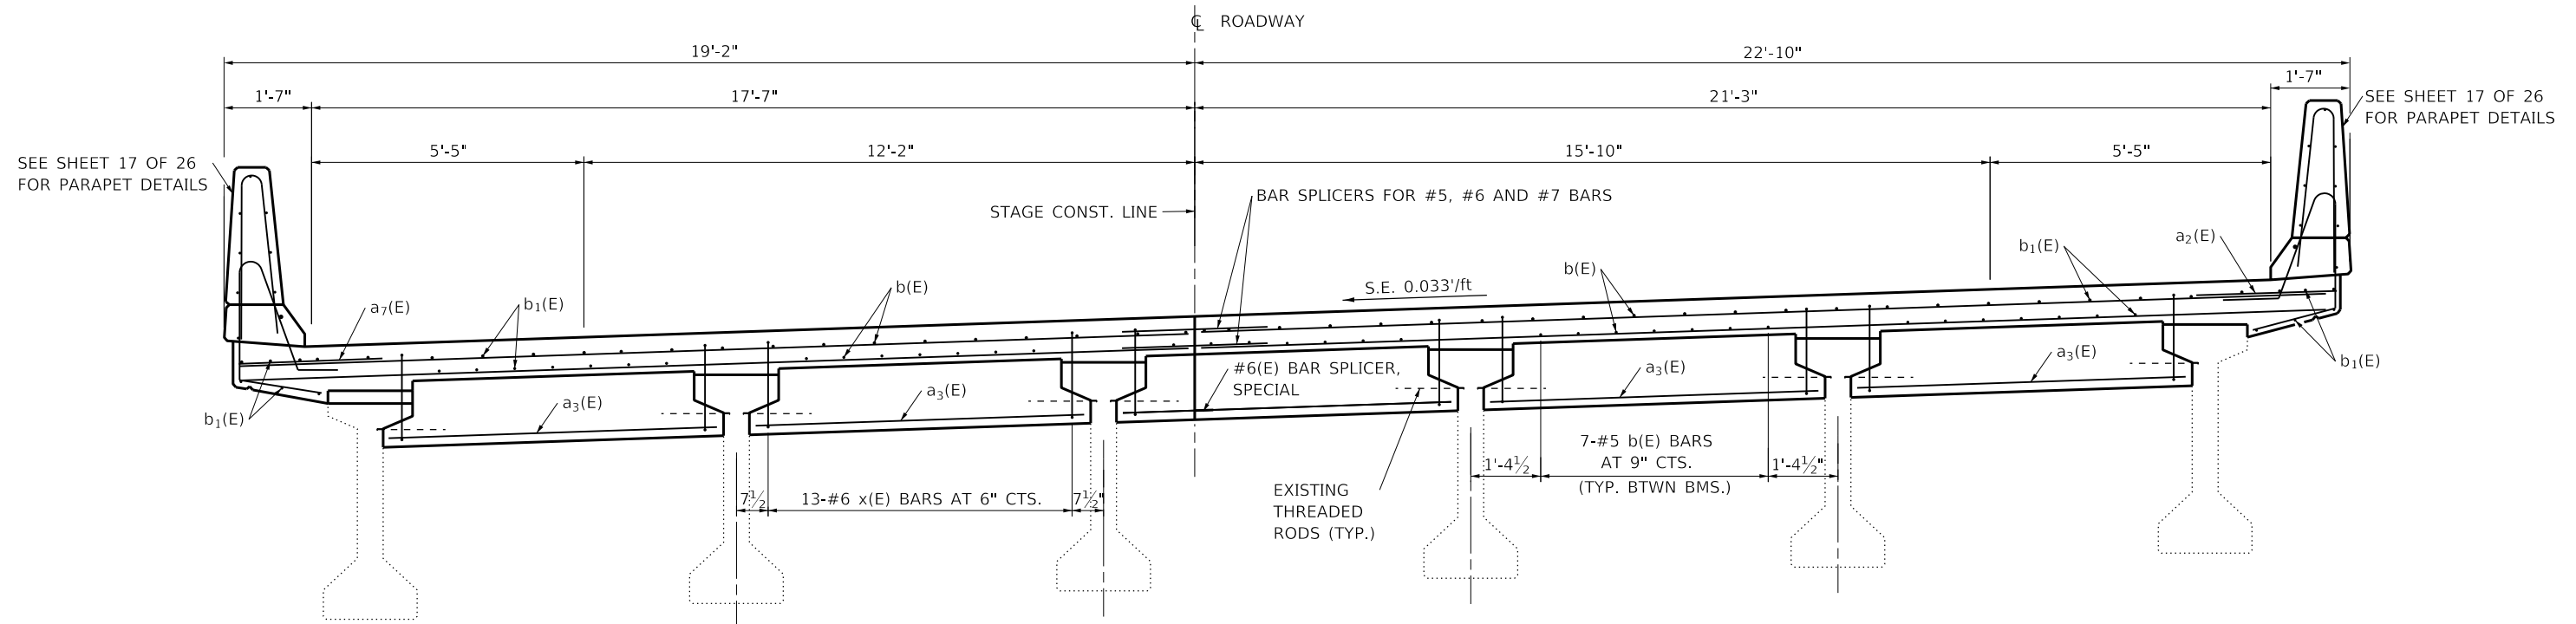 ℄ ROADWAY
19'-2"
22'-10"
1'-7"
17'-7"
21'-3"
1'-7"
SEE SHEET 17 OF 26
FOR PARAPET DETAILS
SEE SHEET 17 OF 26
FOR PARAPET DETAILS
5'-5"
12'-2"
15'-10"
5'-5"
STAGE CONST. LINE
BAR SPLICERS FOR #5, #6 AND #7 BARS
a7(E)
b1(E)
b(E)
S.E. 0.033'/ft
b(E)
b1(E)
a2(E)
b1(E)
a3(E)
a3(E)
#6(E) BAR SPLICER,
SPECIAL
a3(E)
a3(E)
b1(E)
7½
13-#6 x(E) BARS AT 6" CTS.
7½"
EXISTING
THREADED
RODS (TYP.)
1'-4½
7-#5 b(E) BARS
AT 9" CTS.
(TYP. BTWN BMS.)
1'-4½"